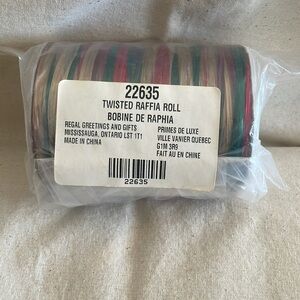 22635
TWISTED RAFFIA ROLL
BOBINE DE RAPHIA
REGAL GREETINGS AND GIFTS
MISSISSAUGA, ONTARIO L5T 1T1
MADE IN CHINA
PRIMES DE LUXE
VILLE VANIER QUEBEC
G1M 3R9
FAIT AU EN CHINE
22635